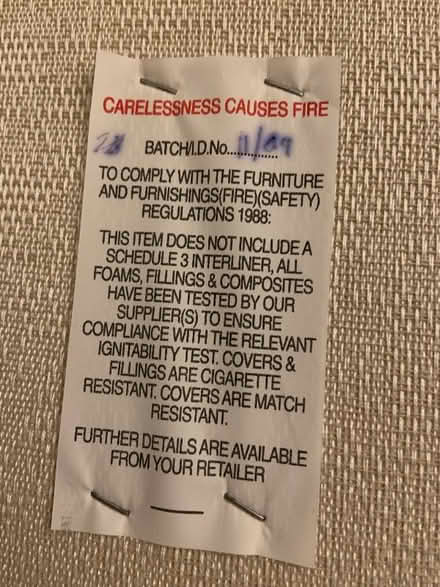 CARELESSNESS CAUSES FIRE
BATCH/I.D.No............... 11/09
TO COMPLY WITH THE FURNITURE
AND FURNISHINGS(FIRE)(SAFETY)
REGULATIONS 1988:
THIS ITEM DOES NOT INCLUDE A
SCHEDULE 3 INTERLINER, ALL
FOAMS, FILLINGS & COMPOSITES
HAVE BEEN TESTED BY OUR
SUPPLIER(S) TO ENSURE
COMPLIANCE WITH THE RELEVANT
IGNITABILITY TEST. COVERS &
FILLINGS ARE CIGARETTE
RESISTANT. COVERS ARE MATCH
RESISTANT.
FURTHER DETAILS ARE AVAILABLE
FROM YOUR RETAILER